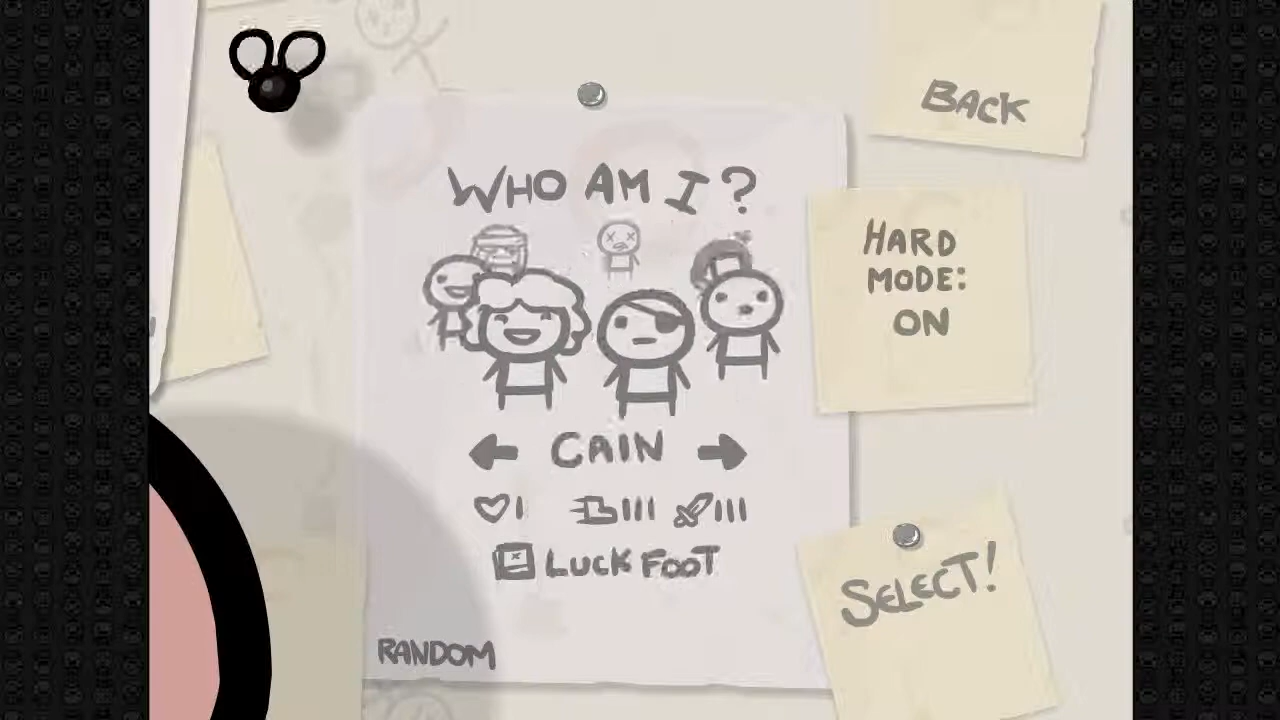 WHO AM I?
CAIN
LUCK FOOT
RANDOM
BACK
HARD
MODE:
ON
SELECT!